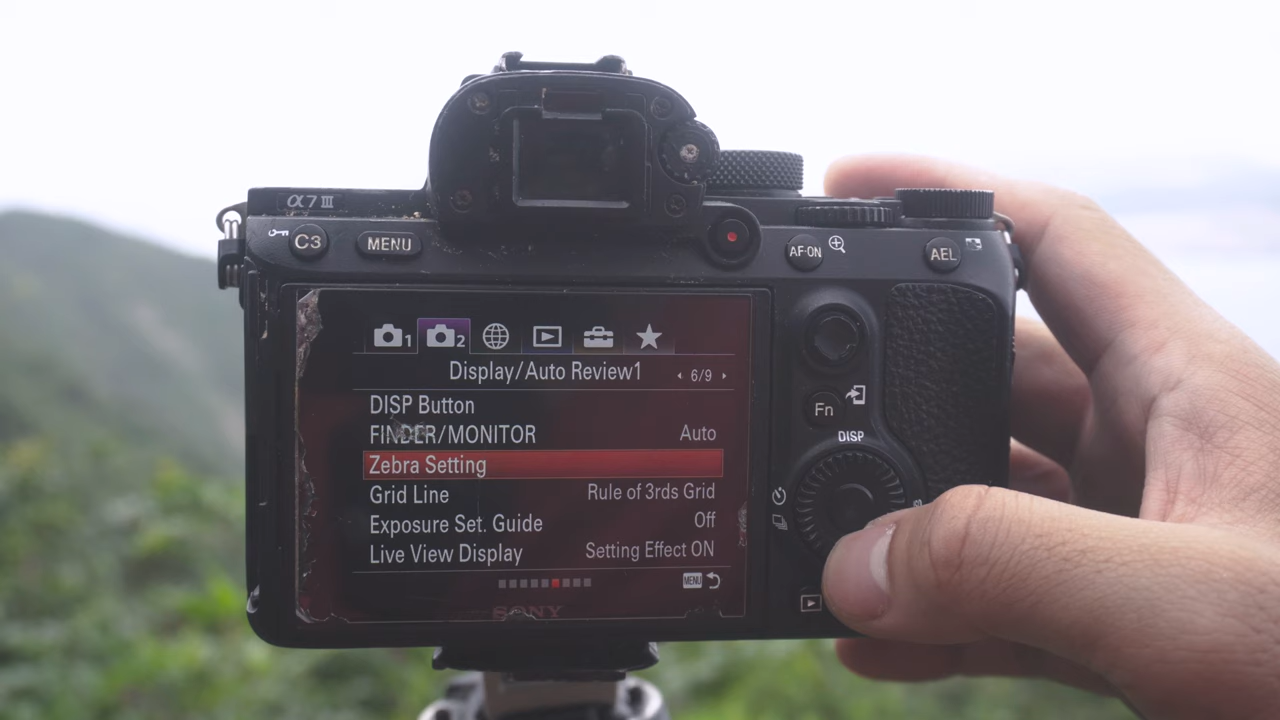 α7III
C3
MENU
AF-ON
AEL
1
2
Display/Auto Review1
6/9
DISP Button
FINDER/MONITOR Auto
Zebra Setting
Grid Line Rule of 3rds Grid
Exposure Set. Guide Off
Live View Display Setting Effect ON
MENU
SONY
Fn
DISP